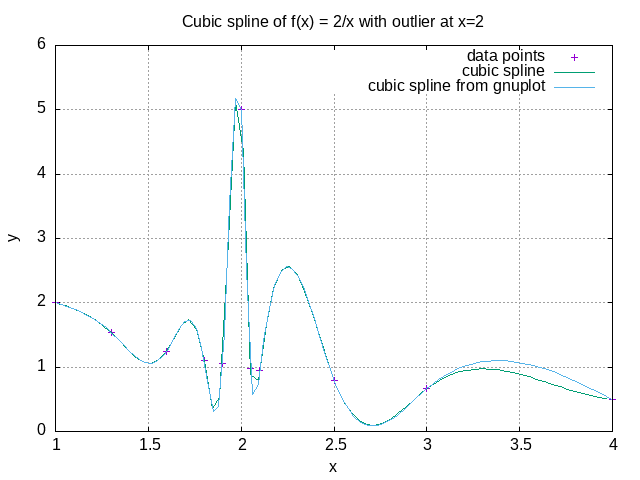 Cubic spline of f(x) = 2/x with outlier at x=2
data points
cubic spline
cubic spline from gnuplot
6
5
4
3
2
1
0
y
1 1.5 2 2.5 3 3.5 4
x